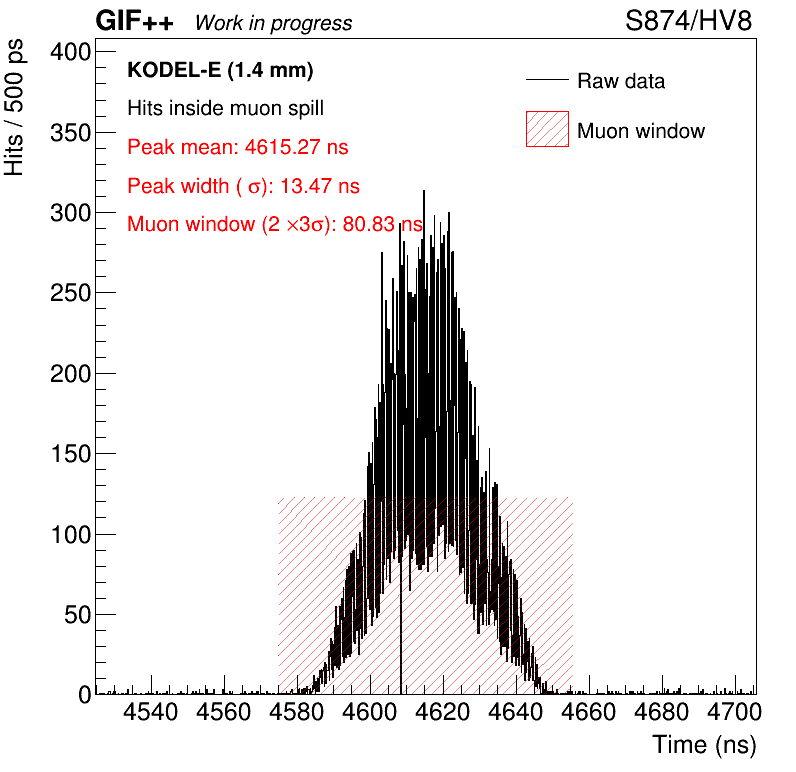 GIF++ Work in progress S874/HV8
Hits / 500 ps
400
350
300
250
200
150
100
50
0
KODEL-E (1.4 mm)
Hits inside muon spill
Peak mean: 4615.27 ns
Peak width ( σ): 13.47 ns
Muon window (2 ×3σ): 80.83 ns
Raw data
Muon window
4540 4560 4580 4600 4620 4640 4660 4680 4700
Time (ns)